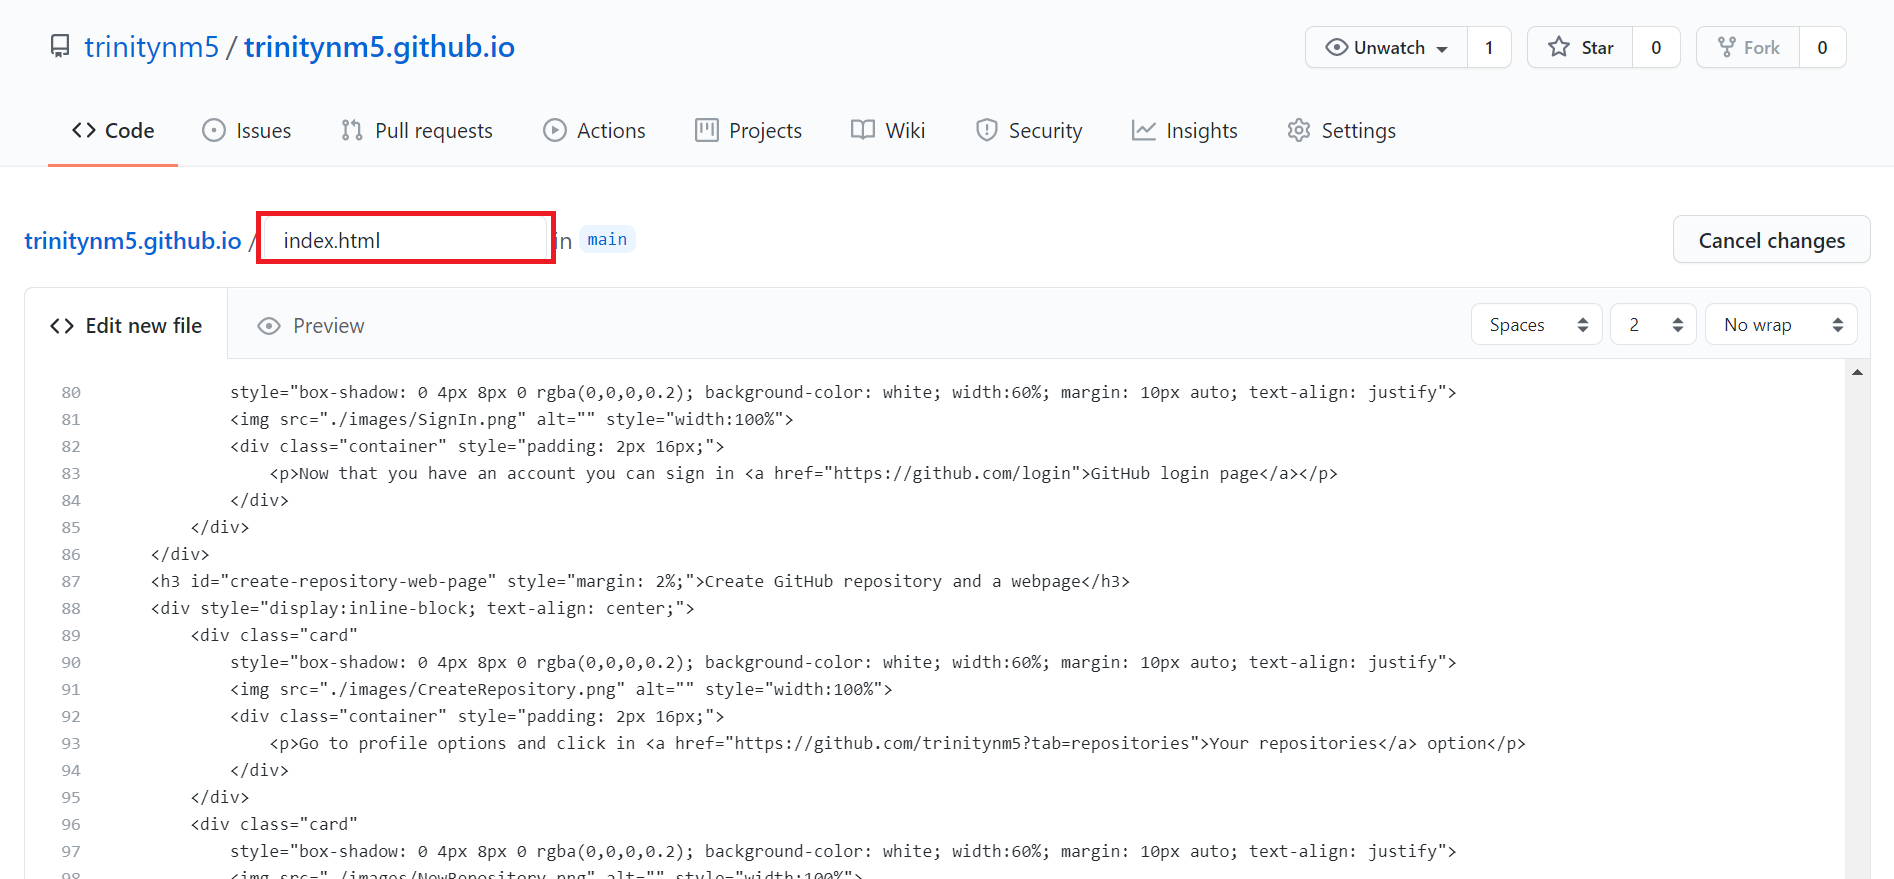 trinitynm5 / trinitynm5.github.io
Unwatch 1 Star 0 Fork 0
Code Issues Pull requests Actions Projects Wiki Security Insights Settings
trinitynm5.github.io / index.html in main Cancel changes
Edit new file Preview Spaces 2 No wrap
80 style="box-shadow: 0 4px 8px 0 rgba(0,0,0,0.2); background-color: white; width:60%; margin: 10px auto; text-align: justify">
81 <img src="./images/SignIn.png" alt="" style="width:100%">
82 <div class="container" style="padding: 2px 16px;">
83 <p>Now that you have an account you can sign in <a href="https://github.com/login">GitHub login page</a></p>
84 </div>
85 </div>
86 </div>
87 <h3 id="create-repository-web-page" style="margin: 2%;">Create GitHub repository and a webpage</h3>
88 <div style="display:inline-block; text-align: center;">
89 <div class="card"
90 style="box-shadow: 0 4px 8px 0 rgba(0,0,0,0.2); background-color: white; width:60%; margin: 10px auto; text-align: justify">
91 <img src="./images/CreateRepository.png" alt="" style="width:100%">
92 <div class="container" style="padding: 2px 16px;">
93 <p>Go to profile options and click in <a href="https://github.com/trinitynm5?tab=repositories">Your repositories</a> option</p>
94 </div>
95 </div>
96 <div class="card"
97 style="box-shadow: 0 4px 8px 0 rgba(0,0,0,0.2); background-color: white; width:60%; margin: 10px auto; text-align: justify">
98 <img src="./images/NewRepository.png" alt="" style="width:100%">